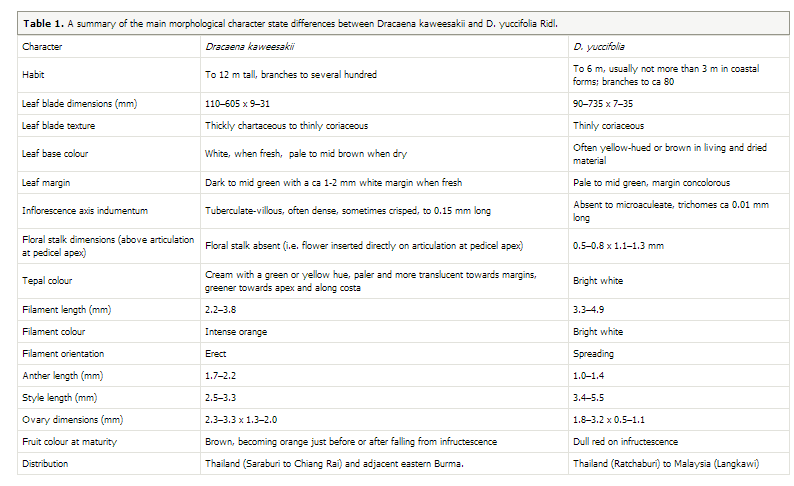 Table 1. A summary of the main morphological character state differences between Dracaena kaweesakii and D. yuccifolia Ridl.
Character Dracaena kaweesakii D. yuccifolia
Habit To 12 m tall, branches to several hundred To 6 m, usually not more than 3 m in coastal
forms; branches to ca 80
Leaf blade dimensions (mm) 110–605 x 9–31 90–735 x 7–35
Leaf blade texture Thickly chartaceous to thinly coriaceous Thinly coriaceous
Leaf base colour White, when fresh, pale to mid brown when dry Often yellow-hued or brown in living and dried
material
Leaf margin Dark to mid green with a ca 1-2 mm white margin when fresh Pale to mid green, margin concolorous
Inflorescence axis indumentum Tuberculate-villous, often dense, sometimes crisped, to 0.15 mm long Absent to microaculeate, trichomes ca 0.01 mm
long
Floral stalk dimensions (above articulation
at pedicel apex) Floral stalk absent (i.e. flower inserted directly on articulation at pedicel apex) 0.5–0.8 x 1.1–1.3 mm
Tepal colour Cream with a green or yellow hue, paler and more translucent towards margins,
greener towards apex and along costa Bright white
Filament length (mm) 2.2–3.8 3.3–4.9
Filament colour Intense orange Bright white
Filament orientation Erect Spreading
Anther length (mm) 1.7–2.2 1.0–1.4
Style length (mm) 2.5–3.3 3.4–5.5
Ovary dimensions (mm) 2.3–3.3 x 1.3–2.0 1.8–3.2 x 0.5–1.1
Fruit colour at maturity Brown, becoming orange just before or after falling from infructescence Dull red on infructescence
Distribution Thailand (Saraburi to Chiang Rai) and adjacent eastern Burma. Thailand (Ratchaburi) to Malaysia (Langkawi)